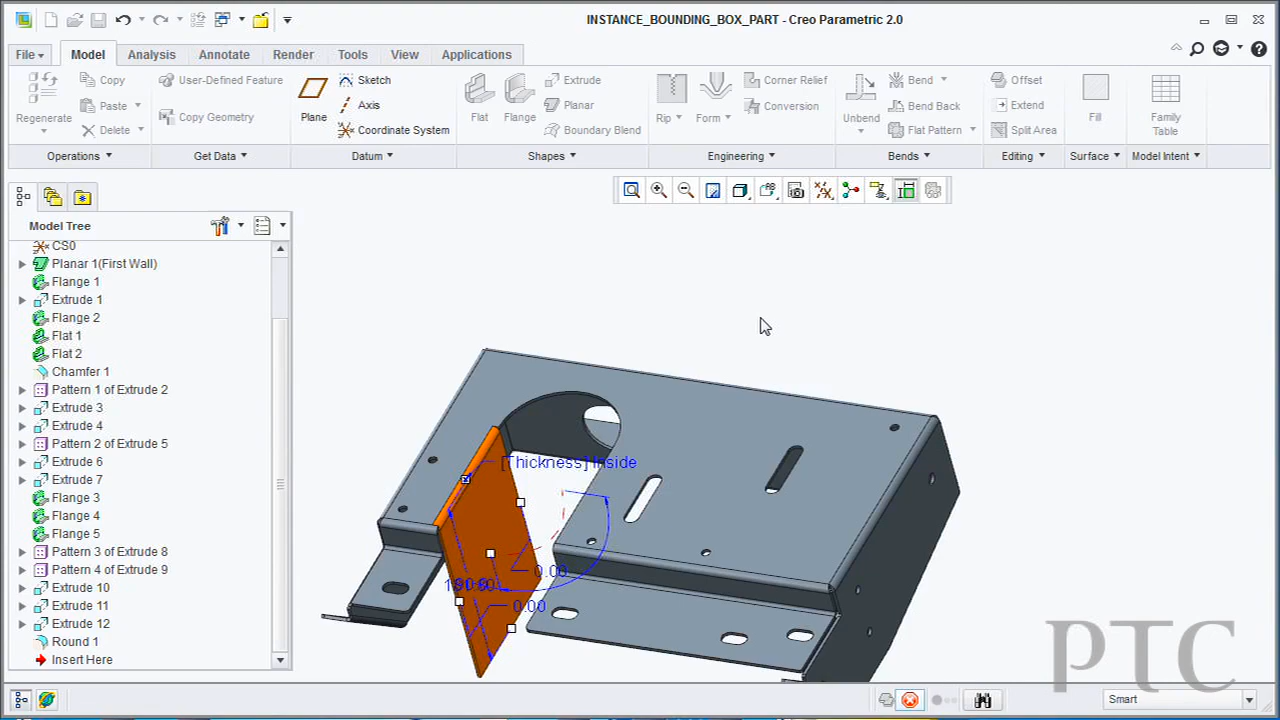 INSTANCE_BOUNDING_BOX_PART - Creo Parametric 2.0
File Model Analysis Annotate Render Tools View Applications
Regenerate Copy User-Defined Feature Plane Sketch Flat Flange Extrude Rip Form Corner Relief Unbend Bend Offset Fill Family Table
Paste Copy Geometry Axis Planar Conversion Bend Back Extend
Delete Coordinate System Boundary Blend Flat Pattern Split Area
Operations Get Data Datum Shapes Engineering Bends Editing Surface Model Intent
Model Tree
CS0
Planar 1(First Wall)
Flange 1
Extrude 1
Flange 2
Flat 1
Flat 2
Chamfer 1
Pattern 1 of Extrude 2
Extrude 3
Extrude 4
Pattern 2 of Extrude 5
Extrude 6
Extrude 7
Flange 3
Flange 4
Flange 5
Pattern 3 of Extrude 8
Pattern 4 of Extrude 9
Extrude 10
Extrude 11
Extrude 12
Round 1
Insert Here
[Thickness] Inside
0.00
0.00
PTC
Smart